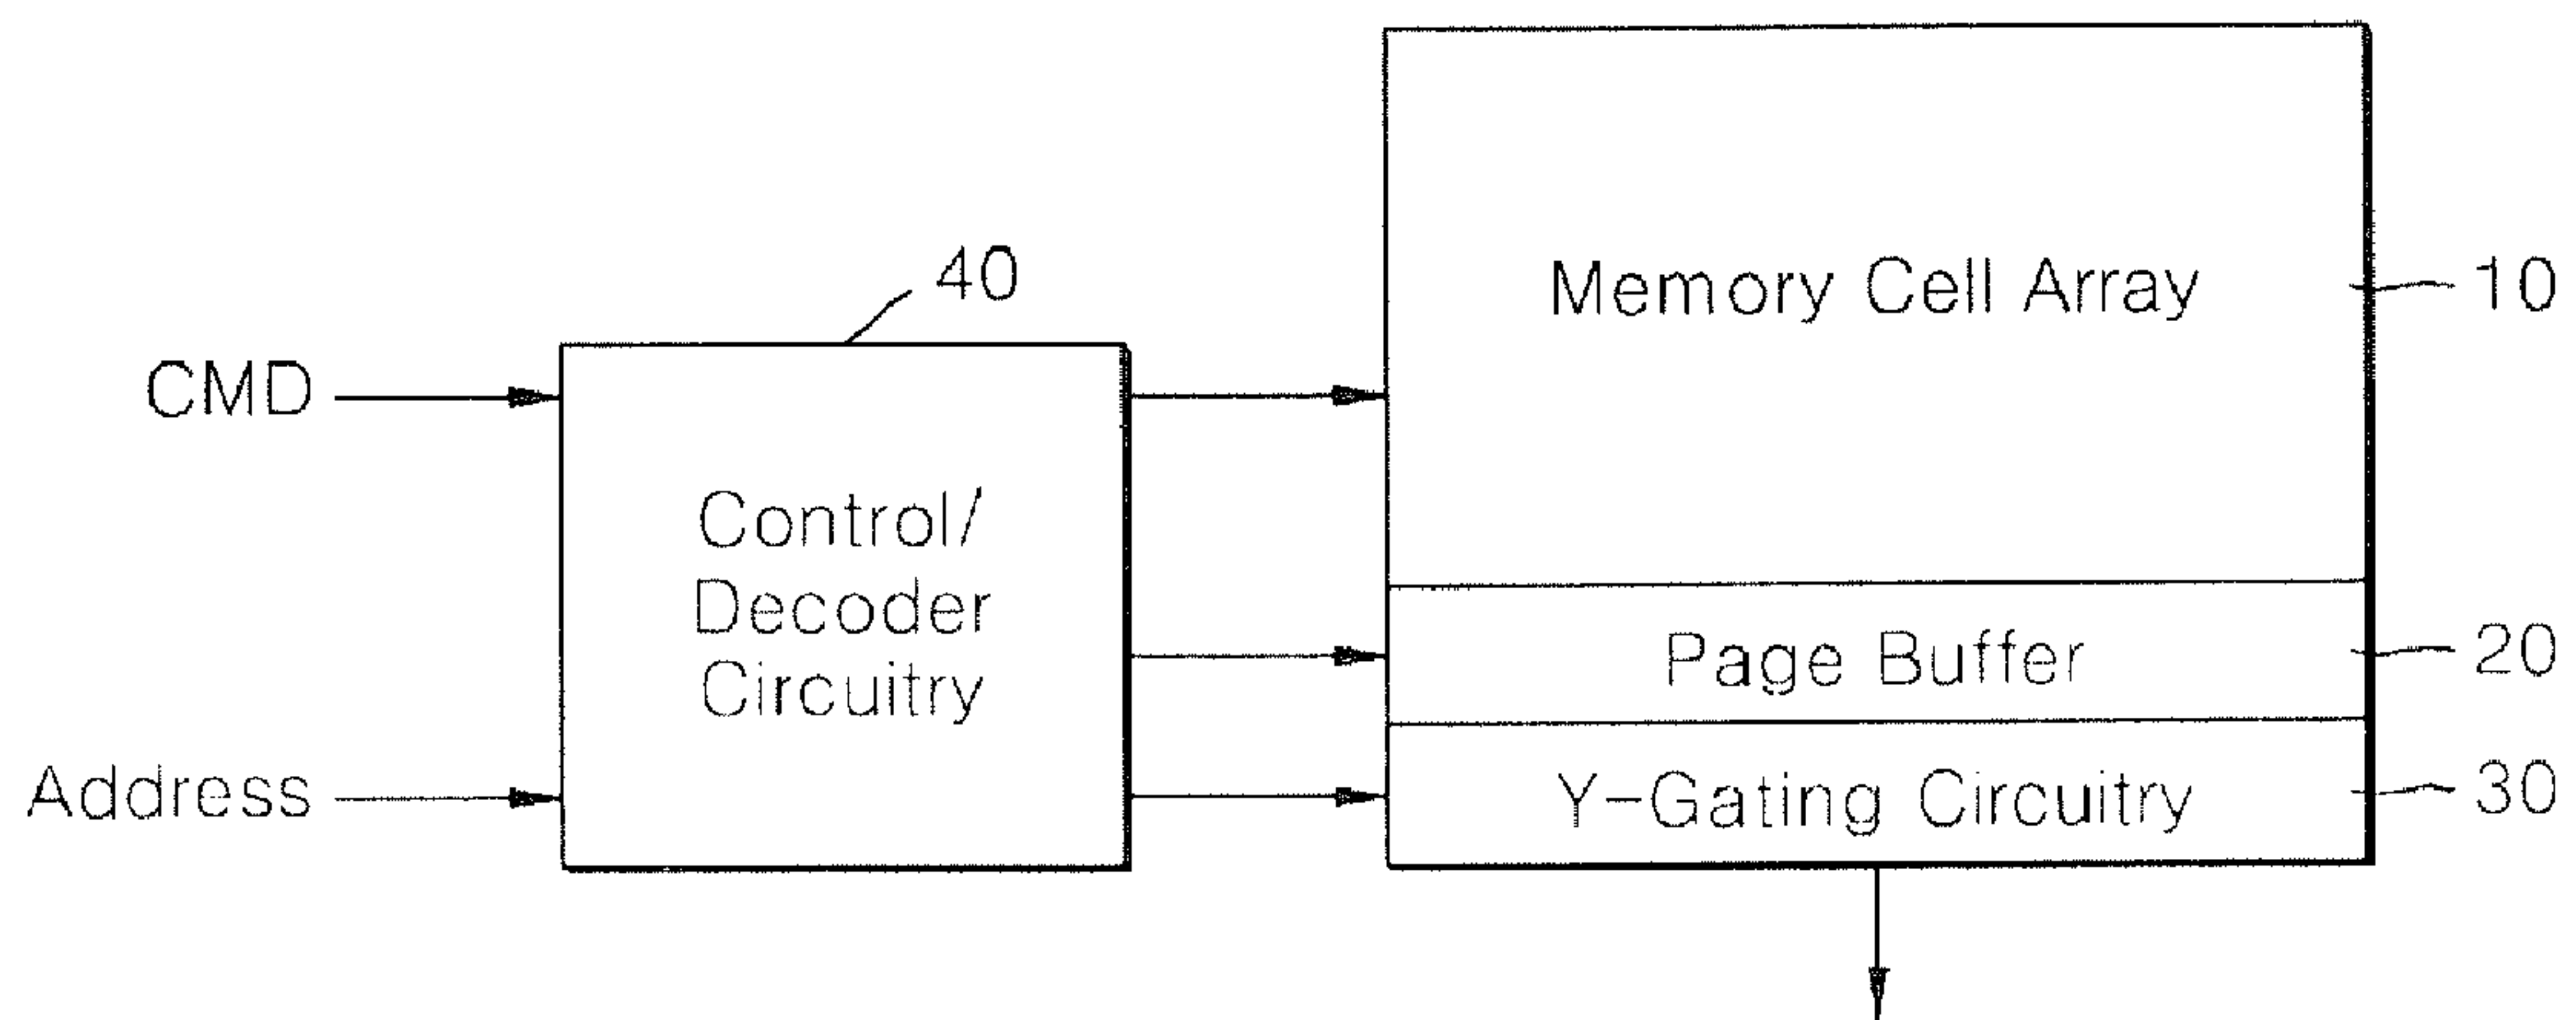 40
CMD
Control/
Decoder
Circuitry
Address
Memory Cell Array
10
Page Buffer
20
Y-Gating Circuitry
30